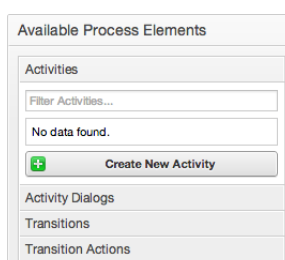 Available Process Elements
Activities
Filter Activities...
No data found.
Create New Activity
Activity Dialogs
Transitions
Transition Actions